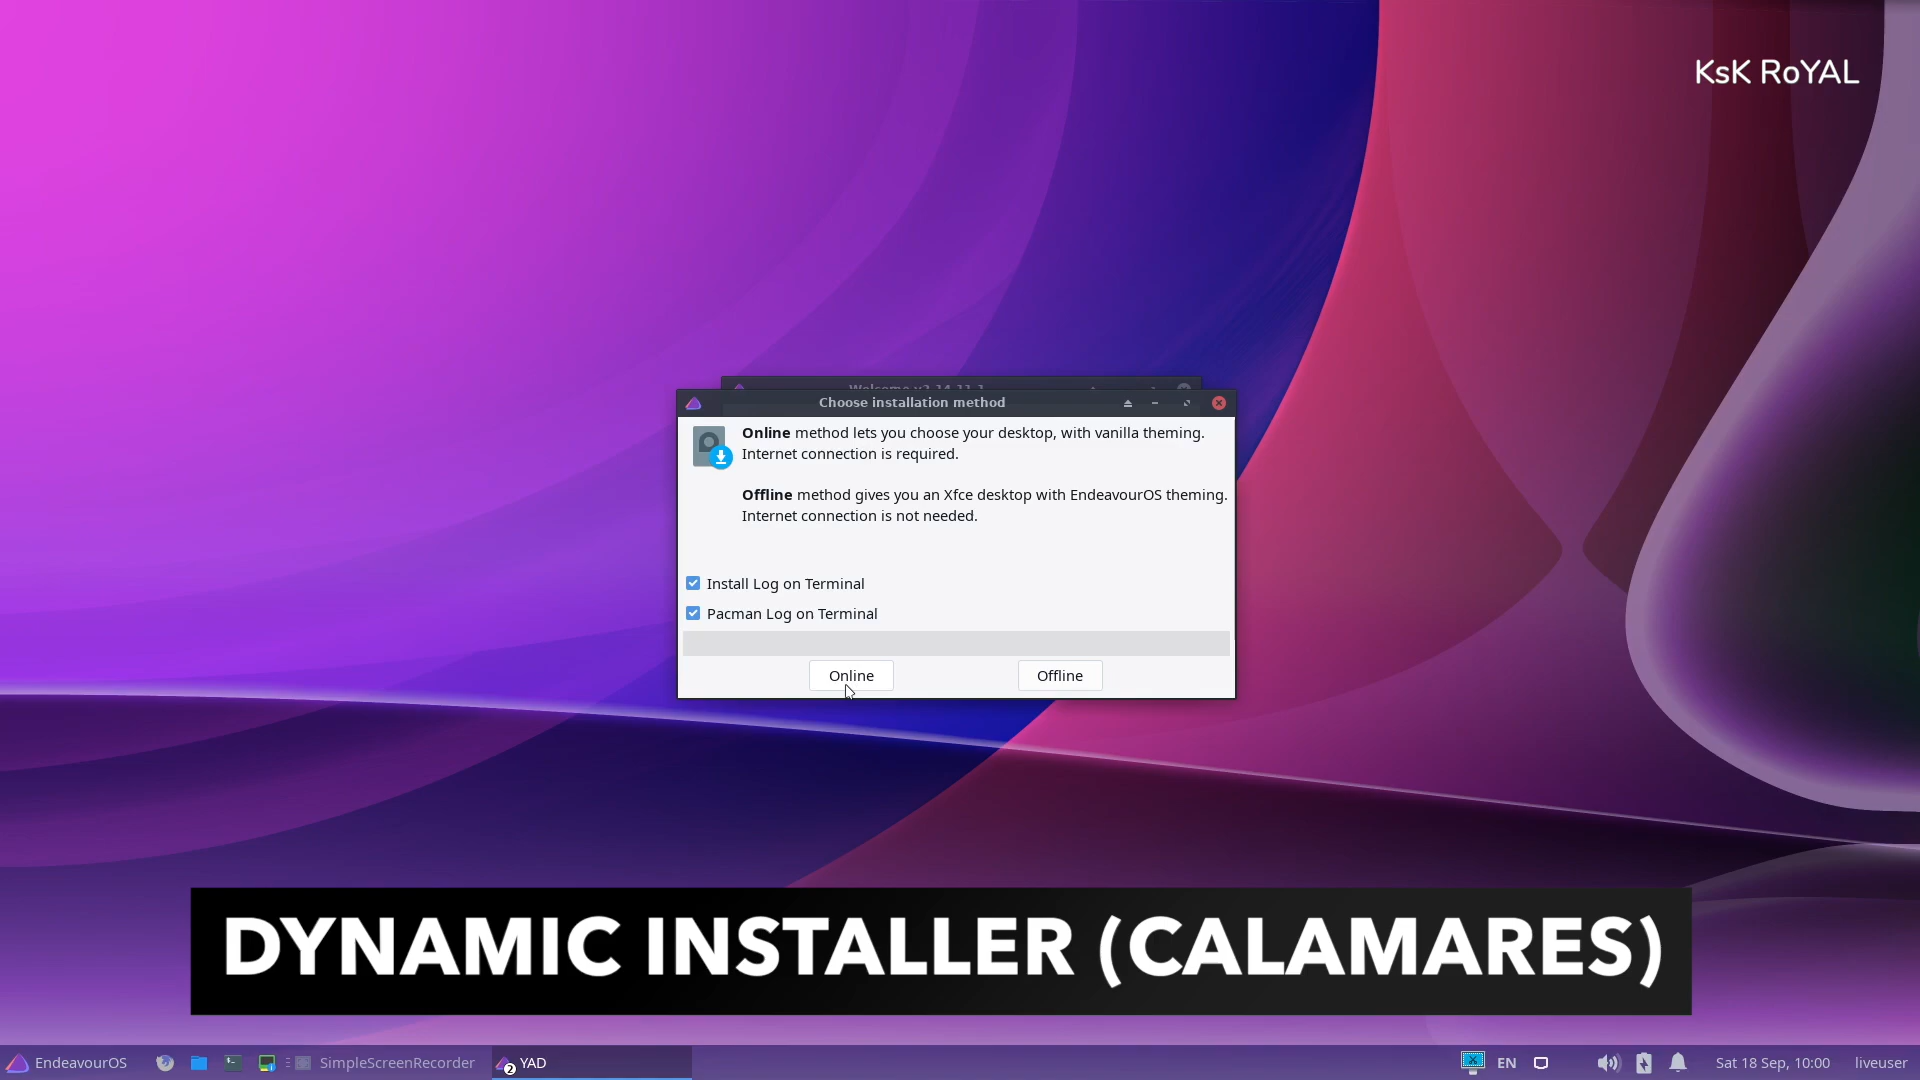 KsK RoYAL
Choose installation method
Online method lets you choose your desktop, with vanilla theming.
Internet connection is required.
Offline method gives you an Xfce desktop with EndeavourOS theming.
Internet connection is not needed.
Install Log on Terminal
Pacman Log on Terminal
Online Offline
DYNAMIC INSTALLER (CALAMARES)
EndeavourOS SimpleScreenRecorder 2 YAD EN Sat 18 Sep, 10:00 liveuser